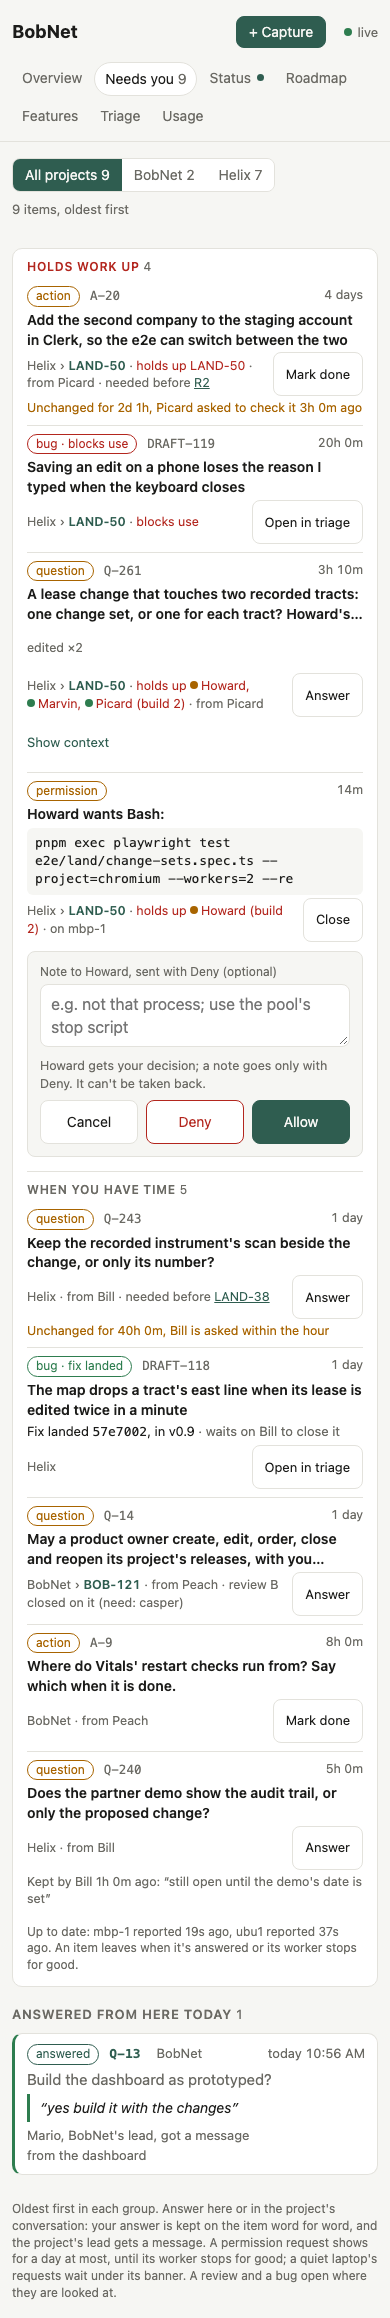 BobNet
+ Capture
live
Overview
Needs you 9
Status
Roadmap
Features
Triage
Usage
All projects 9
BobNet 2
Helix 7
9 items, oldest first
HOLDS WORK UP 4
action A-20 4 days
Add the second company to the staging account
in Clerk, so the e2e can switch between the two
Helix › LAND-50 · holds up LAND-50 ·
from Picard · needed before R2
Mark done
Unchanged for 2d 1h, Picard asked to check it 3h 0m ago
bug · blocks use DRAFT-119 20h 0m
Saving an edit on a phone loses the reason I
typed when the keyboard closes
Helix › LAND-50 · blocks use
Open in triage
question Q-261 3h 10m
A lease change that touches two recorded tracts:
one change set, or one for each tract? Howard's...
edited ×2
Helix › LAND-50 · holds up Howard,
Marvin, Picard (build 2) · from Picard
Answer
Show context
permission 14m
Howard wants Bash:
pnpm exec playwright test
e2e/land/change-sets.spec.ts --
project=chromium --workers=2 --re
Helix › LAND-50 · holds up Howard (build
2) · on mbp-1
Close
Note to Howard, sent with Deny (optional)
e.g. not that process; use the pool's
stop script
Howard gets your decision; a note goes only with
Deny. It can't be taken back.
Cancel
Deny
Allow
WHEN YOU HAVE TIME 5
question Q-243 1 day
Keep the recorded instrument's scan beside the
change, or only its number?
Helix · from Bill · needed before LAND-38
Answer
Unchanged for 40h 0m, Bill is asked within the hour
bug · fix landed DRAFT-118 1 day
The map drops a tract's east line when its lease is
edited twice in a minute
Fix landed 57e7002, in v0.9 · waits on Bill to close it
Helix
Open in triage
question Q-14 1 day
May a product owner create, edit, order, close
and reopen its project's releases, with you...
BobNet › BOB-121 · from Peach · review B
closed on it (need: casper)
Answer
action A-9 8h 0m
Where do Vitals' restart checks run from? Say
which when it is done.
BobNet · from Peach
Mark done
question Q-240 5h 0m
Does the partner demo show the audit trail, or
only the proposed change?
Helix · from Bill
Answer
Kept by Bill 1h 0m ago: “still open until the demo's date is
set”
Up to date: mbp-1 reported 19s ago, ubu1 reported 37s
ago. An item leaves when it's answered or its worker stops
for good.
ANSWERED FROM HERE TODAY 1
answered Q-13 BobNet today 10:56 AM
Build the dashboard as prototyped?
“yes build it with the changes”
Mario, BobNet's lead, got a message
from the dashboard
Oldest first in each group. Answer here or in the project's
conversation: your answer is kept on the item word for word, and
the project's lead gets a message. A permission request shows
for a day at most, until its worker stops for good; a quiet laptop's
requests wait under its banner. A review and a bug open where
they are looked at.